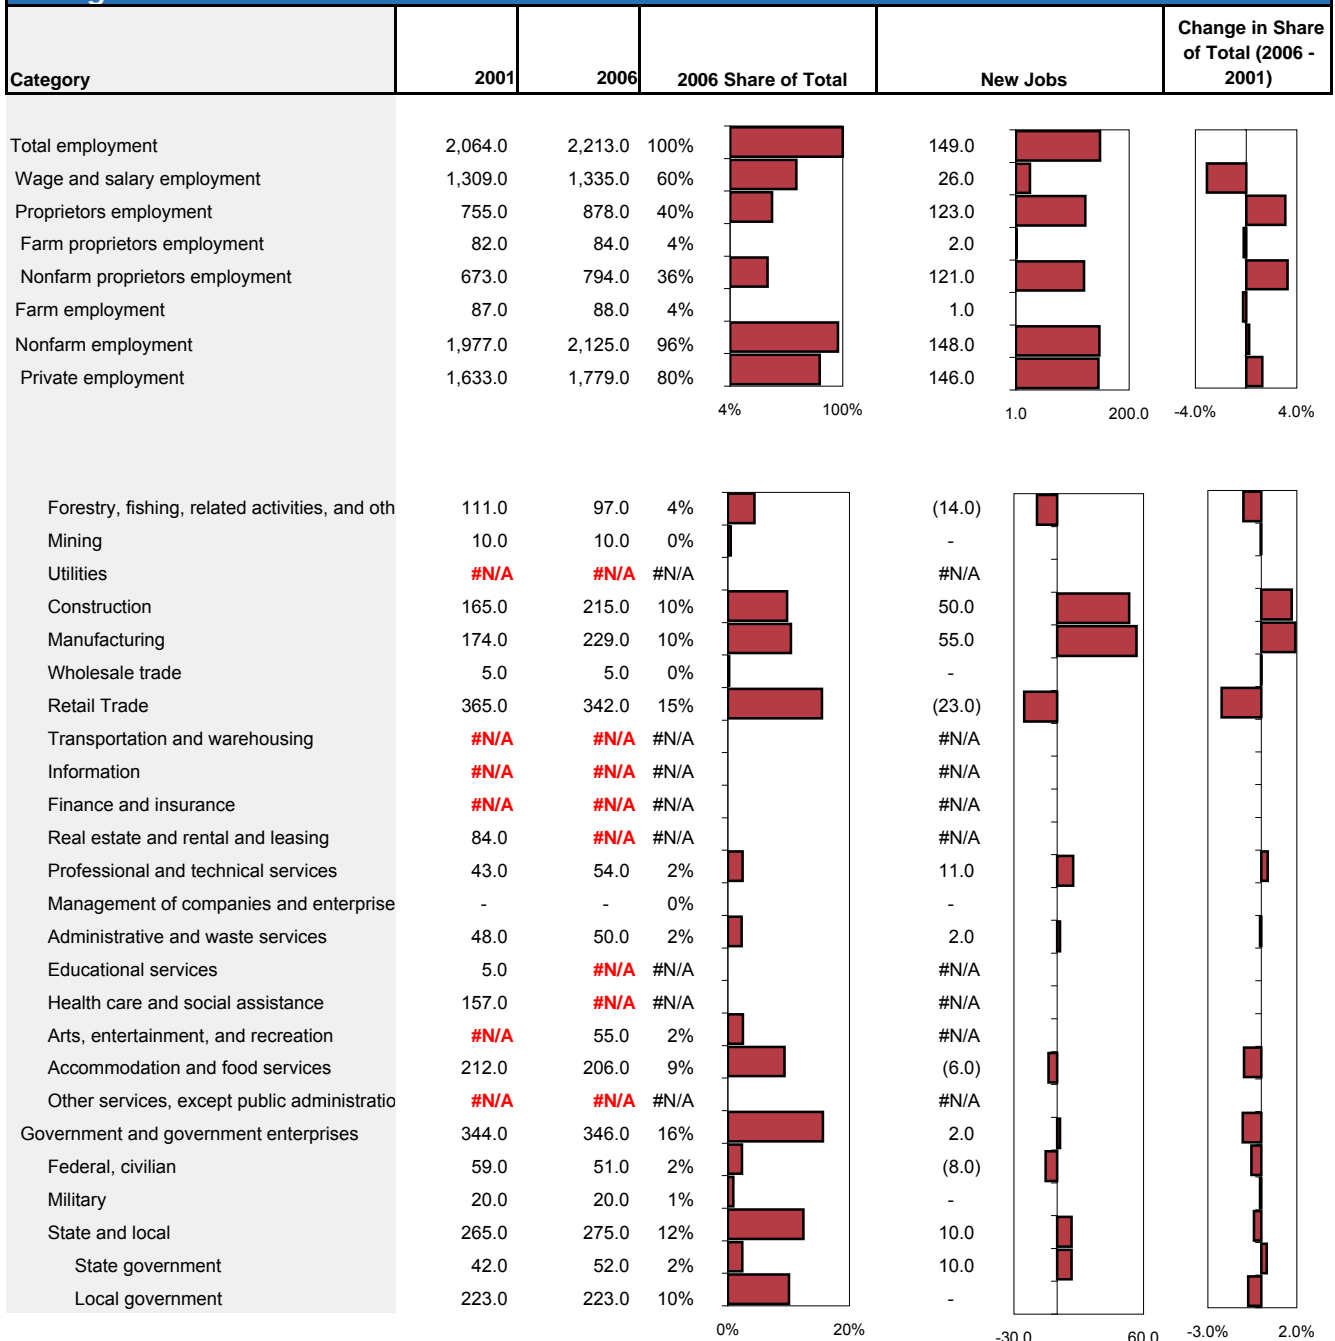 Change in Share
of Total (2006 -
Category 2001 2006 2006 Share of Total New Jobs 2001)
Total employment 2,064.0 2,213.0 100% 149.0
Wage and salary employment 1,309.0 1,335.0 60% 26.0
Proprietors employment 755.0 878.0 40% 123.0
Farm proprietors employment 82.0 84.0 4% 2.0
Nonfarm proprietors employment 673.0 794.0 36% 121.0
Farm employment 87.0 88.0 4% 1.0
Nonfarm employment 1,977.0 2,125.0 96% 148.0
Private employment 1,633.0 1,779.0 80% 146.0
4% 100% 1.0 200.0 -4.0% 4.0%
Forestry, fishing, related activities, and oth 111.0 97.0 4% (14.0)
Mining 10.0 10.0 0% -
Utilities #N/A #N/A #N/A #N/A
Construction 165.0 215.0 10% 50.0
Manufacturing 174.0 229.0 10% 55.0
Wholesale trade 5.0 5.0 0% -
Retail Trade 365.0 342.0 15% (23.0)
Transportation and warehousing #N/A #N/A #N/A #N/A
Information #N/A #N/A #N/A #N/A
Finance and insurance #N/A #N/A #N/A #N/A
Real estate and rental and leasing 84.0 #N/A #N/A #N/A
Professional and technical services 43.0 54.0 2% 11.0
Management of companies and enterprise - - 0% -
Administrative and waste services 48.0 50.0 2% 2.0
Educational services 5.0 #N/A #N/A #N/A
Health care and social assistance 157.0 #N/A #N/A #N/A
Arts, entertainment, and recreation #N/A 55.0 2% #N/A
Accommodation and food services 212.0 206.0 9% (6.0)
Other services, except public administratio #N/A #N/A #N/A #N/A
Government and government enterprises 344.0 346.0 16% 2.0
Federal, civilian 59.0 51.0 2% (8.0)
Military 20.0 20.0 1% -
State and local 265.0 275.0 12% 10.0
State government 42.0 52.0 2% 10.0
Local government 223.0 223.0 10% -
0% 20% -30.0 60.0 -3.0% 2.0%